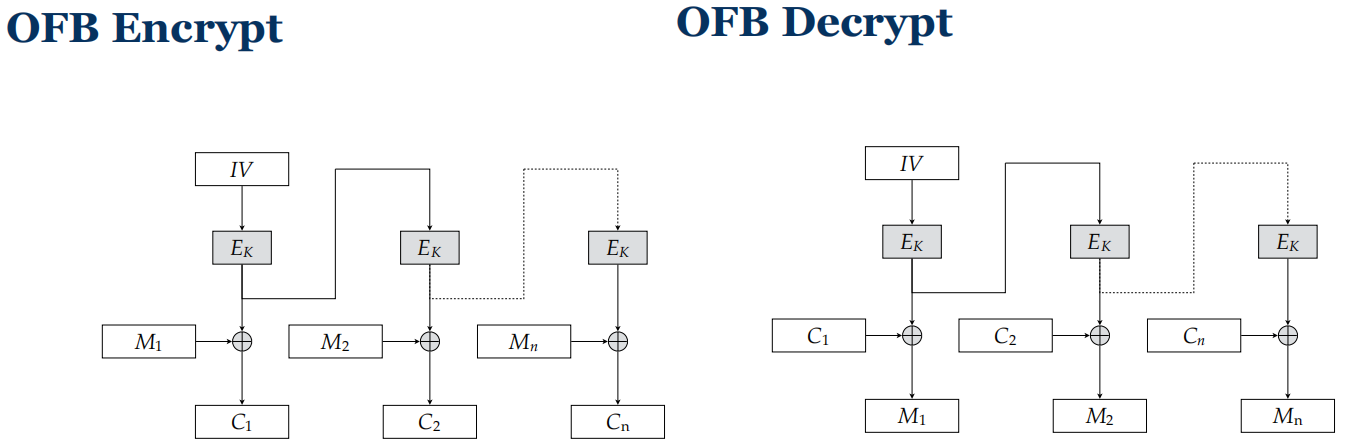 OFB Encrypt
IV
E_K E_K E_K
M_1 M_2 M_n
C_1 C_2 C_n
OFB Decrypt
IV
E_K E_K E_K
C_1 C_2 C_n
M_1 M_2 M_n